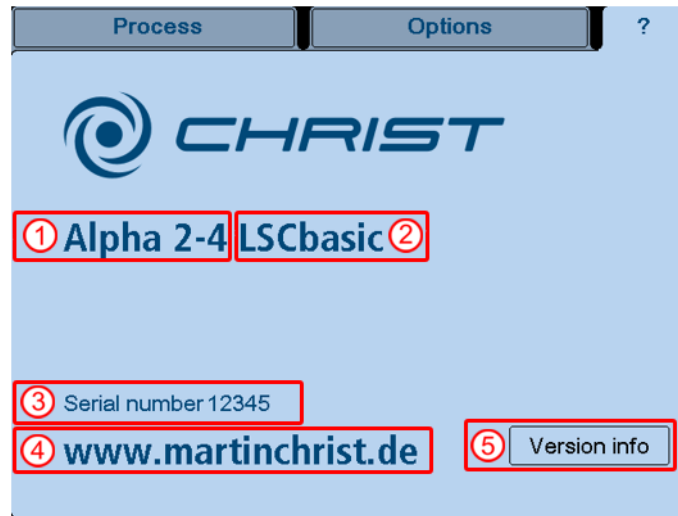 Process Options ?
CHRIST
1 Alpha 2-4 LSCbasic 2
3 Serial number 12345
4 www.martinchrist.de
5 Version info